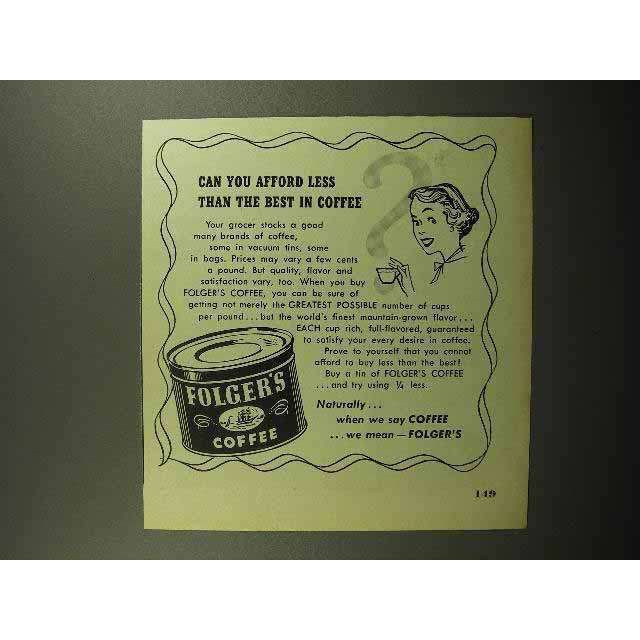 CAN YOU AFFORD LESS
THAN THE BEST IN COFFEE
Your grocer stocks a good
many brands of coffee,
some in vacuum tins, some
in bags. Prices may vary a few cents
a pound. But quality, flavor and
satisfaction vary, too. When you buy
FOLGER'S COFFEE, you can be sure of
getting not merely the GREATEST POSSIBLE number of cups
per pound...but the world's finest mountain-grown flavor...
EACH cup rich, full-flavored, guaranteed
to satisfy your every desire in coffee.
Prove to yourself that you cannot
afford to buy less than the best!
Buy a tin of FOLGER'S COFFEE
...and try using ¼ less.
Naturally...
when we say COFFEE
...we mean — FOLGER'S
FOLGER'S
COFFEE
149